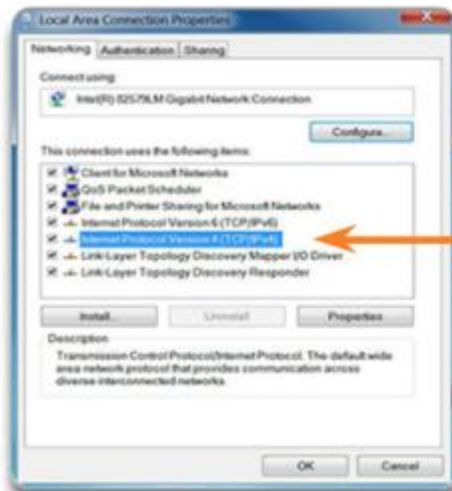 Local Area Connection Properties
Networking Authentication Sharing
Connect using:
Intel(R) 82579LM Gigabit Network Connection
Configure...
This connection uses the following items:
Client for Microsoft Networks
QoS Packet Scheduler
File and Printer Sharing for Microsoft Networks
Internet Protocol Version 6 (TCP/IPv6)
Internet Protocol Version 4 (TCP/IPv4)
Link-Layer Topology Discovery Mapper I/O Driver
Link-Layer Topology Discovery Responder
Install... Uninstall Properties
Description
Transmission Control Protocol/Internet Protocol. The default wide
area network protocol that provides communication across
diverse interconnected networks.
OK Cancel